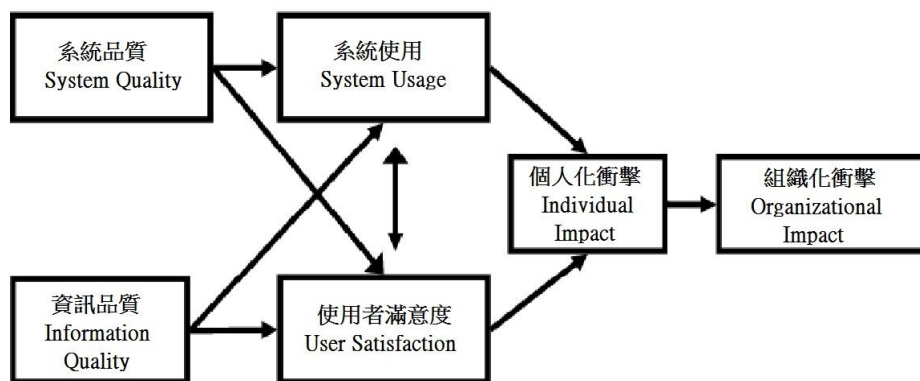 系統品質
System Quality
系統使用
System Usage
個人化衝擊
Individual
Impact
組織化衝擊
Organizational
Impact
資訊品質
Information
Quality
使用者滿意度
User Satisfaction